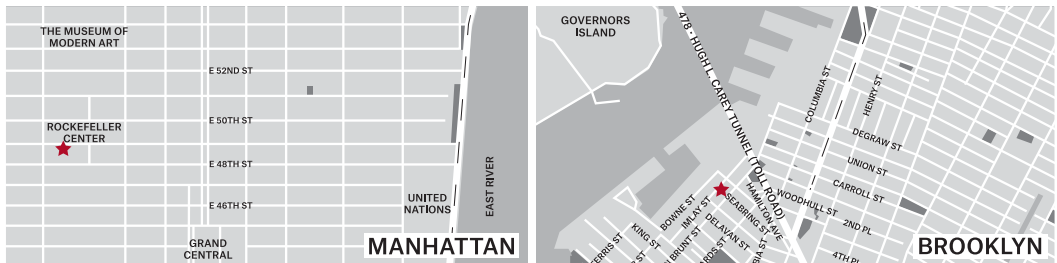 THE MUSEUM OF
MODERN ART
E 52ND ST
E 50TH ST
ROCKEFELLER
CENTER
E 48TH ST
E 46TH ST
UNITED
NATIONS
EAST RIVER
GRAND
CENTRAL
MANHATTAN
GOVERNORS
ISLAND
478 - HUGH L. CAREY TUNNEL (TOLL ROAD)
COLUMBIA ST
HENRY ST
DEGRAW ST
UNION ST
CARROLL ST
WOODHULL ST
2ND PL
4TH PL
HAMILTON AVE
SEABRING ST
BOWNE ST
IMLAY ST
DELAVAN ST
KING ST
BROOKLYN